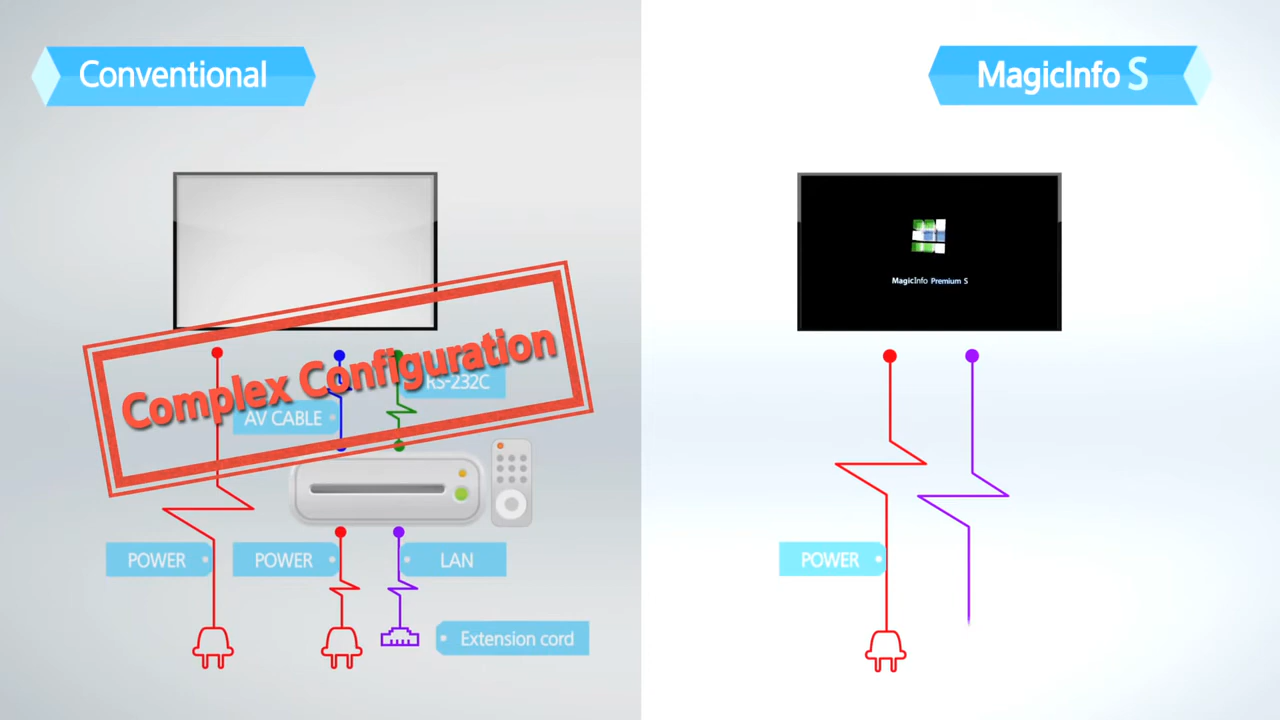 Conventional
MagicInfo S
MagicInfo Premium S
Complex Configuration
RS-232C
AV CABLE
POWER
POWER
LAN
POWER
Extension cord